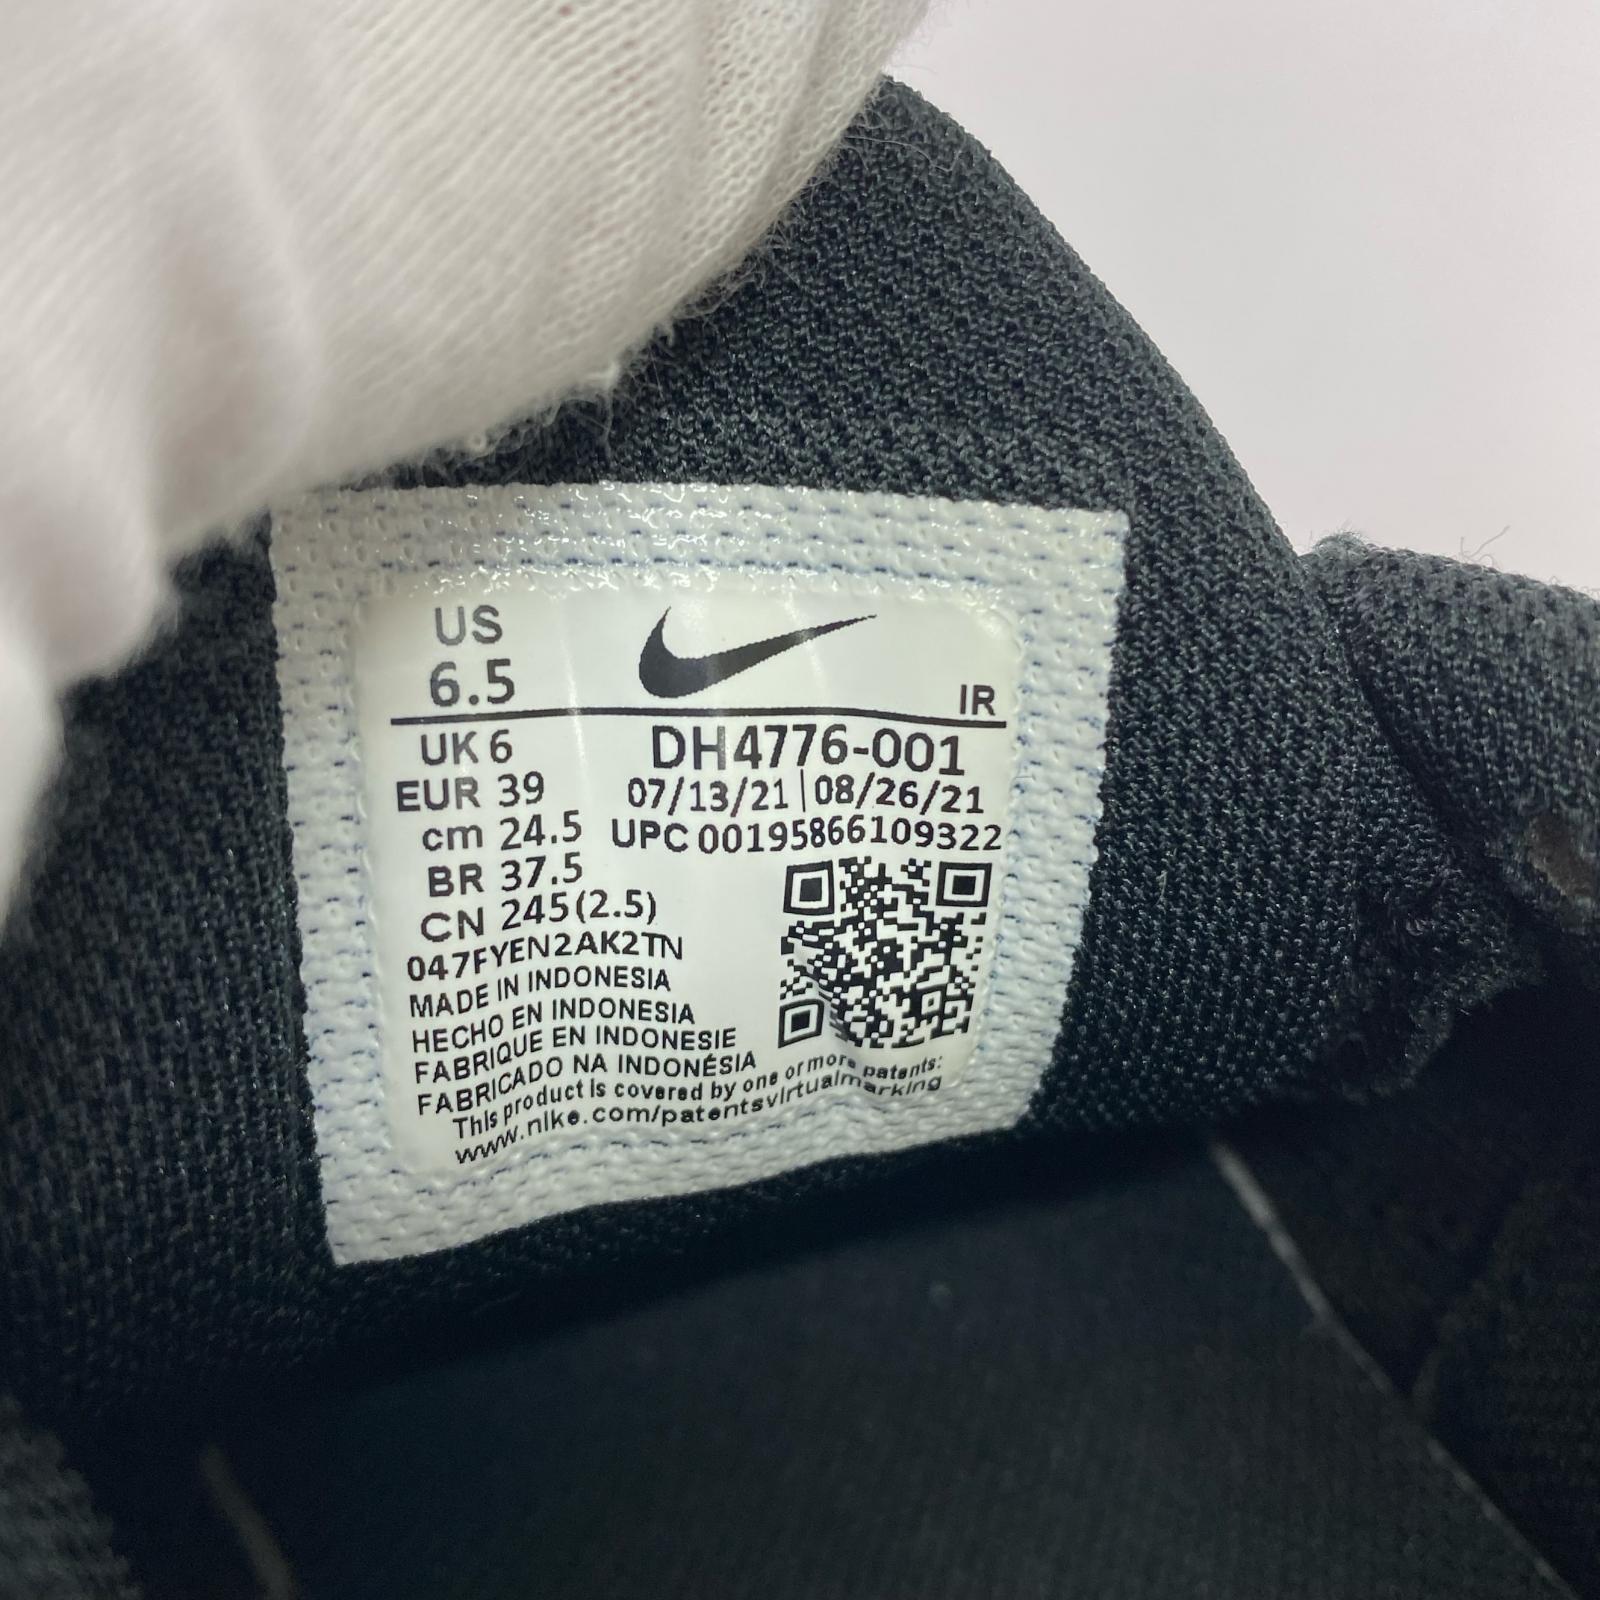 US
6.5
IR
UK 6
DH4776-001
EUR 39
07/13/21|08/26/21
cm 24.5
UPC 00195866109322
BR 37.5
CN 245(2.5)
047FYEN2AK2TN
MADE IN INDONESIA
HECHO EN INDONESIA
FABRIQUE EN INDONESIE
FABRICADO NA INDONÉSIA
This product is covered by one or more patents:
www.nike.com/patentsvirtualmarking